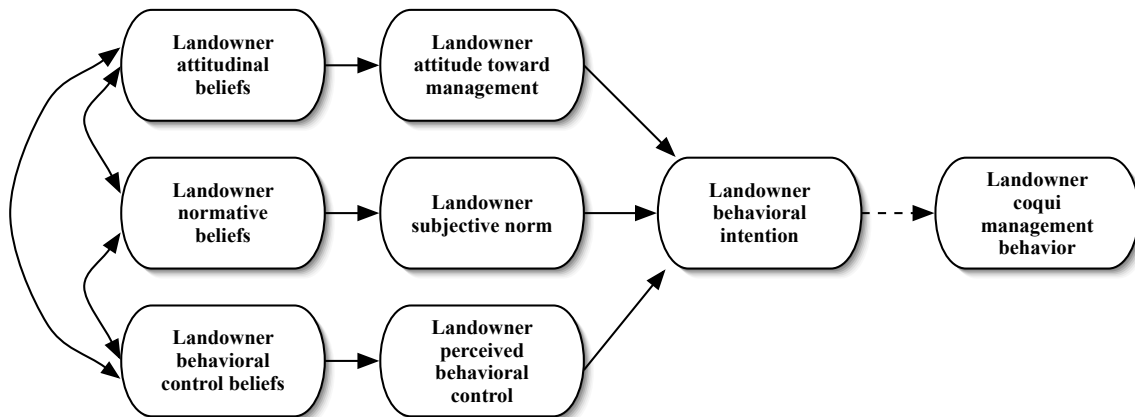 Landowner
attitudinal
beliefs
Landowner
attitude toward
management
Landowner
normative
beliefs
Landowner
subjective norm
Landowner
behavioral
intention
Landowner
coqui
management
behavior
Landowner
behavioral
control beliefs
Landowner
perceived
behavioral
control